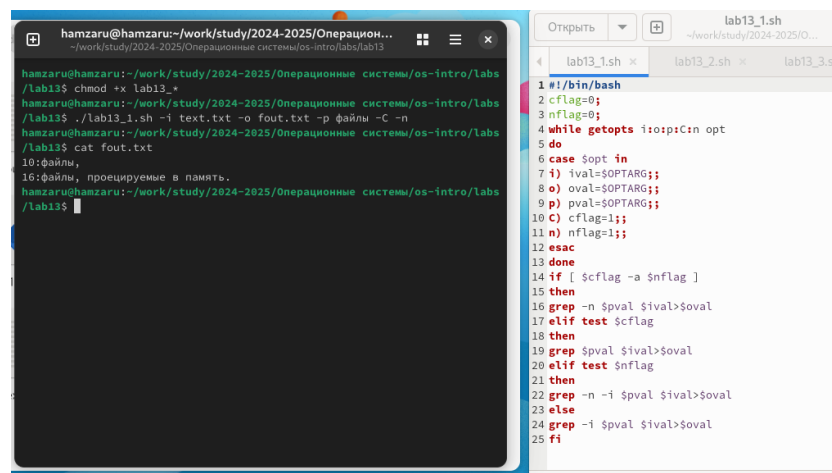 hamzaru@hamzaru:~/work/study/2024-2025/Операцион...
~/work/study/2024-2025/Операционные системы/os-intro/labs/lab13
hamzaru@hamzaru:~/work/study/2024-2025/Операционные системы/os-intro/labs
/lab13$ chmod +x lab13_*
hamzaru@hamzaru:~/work/study/2024-2025/Операционные системы/os-intro/labs
/lab13$ ./lab13_1.sh -i text.txt -o fout.txt -p файлы -C -n
hamzaru@hamzaru:~/work/study/2024-2025/Операционные системы/os-intro/labs
/lab13$ cat fout.txt
10:файлы,
16:файлы, проецируемые в память.
hamzaru@hamzaru:~/work/study/2024-2025/Операционные системы/os-intro/labs
/lab13$
Открыть
lab13_1.sh
~/work/study/2024-2025/О...
lab13_1.sh × lab13_2.sh × lab13_3.s
1 #!/bin/bash
2 cflag=0;
3 nflag=0;
4 while getopts i:o:p:C:n opt
5 do
6 case $opt in
7 i) ival=$OPTARG;;
8 o) oval=$OPTARG;;
9 p) pval=$OPTARG;;
10 C) cflag=1;;
11 n) nflag=1;;
12 esac
13 done
14 if [ $cflag -a $nflag ]
15 then
16 grep -n $pval $ival>$oval
17 elif test $cflag
18 then
19 grep $pval $ival>$oval
20 elif test $nflag
21 then
22 grep -n -i $pval $ival>$oval
23 else
24 grep -i $pval $ival>$oval
25 fi